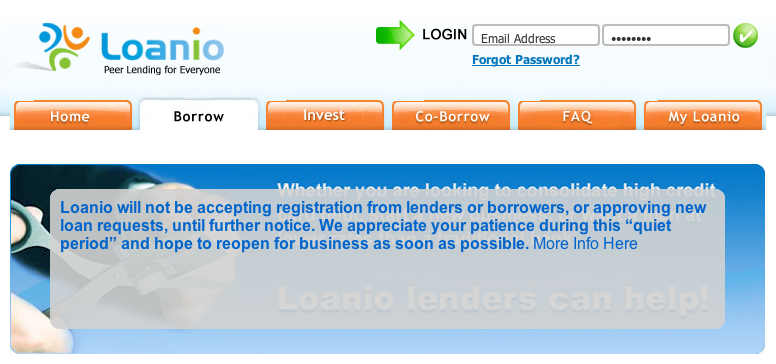 Loanio
Peer Lending for Everyone
LOGIN
Email Address
••••••••
Forgot Password?
Home
Borrow
Invest
Co-Borrow
FAQ
My Loanio
Whether you are looking to consolidate high credit
Loanio will not be accepting registration from lenders or borrowers, or approving new
loan requests, until further notice. We appreciate your patience during this “quiet
period” and hope to reopen for business as soon as possible. More Info Here
Loanio lenders can help!